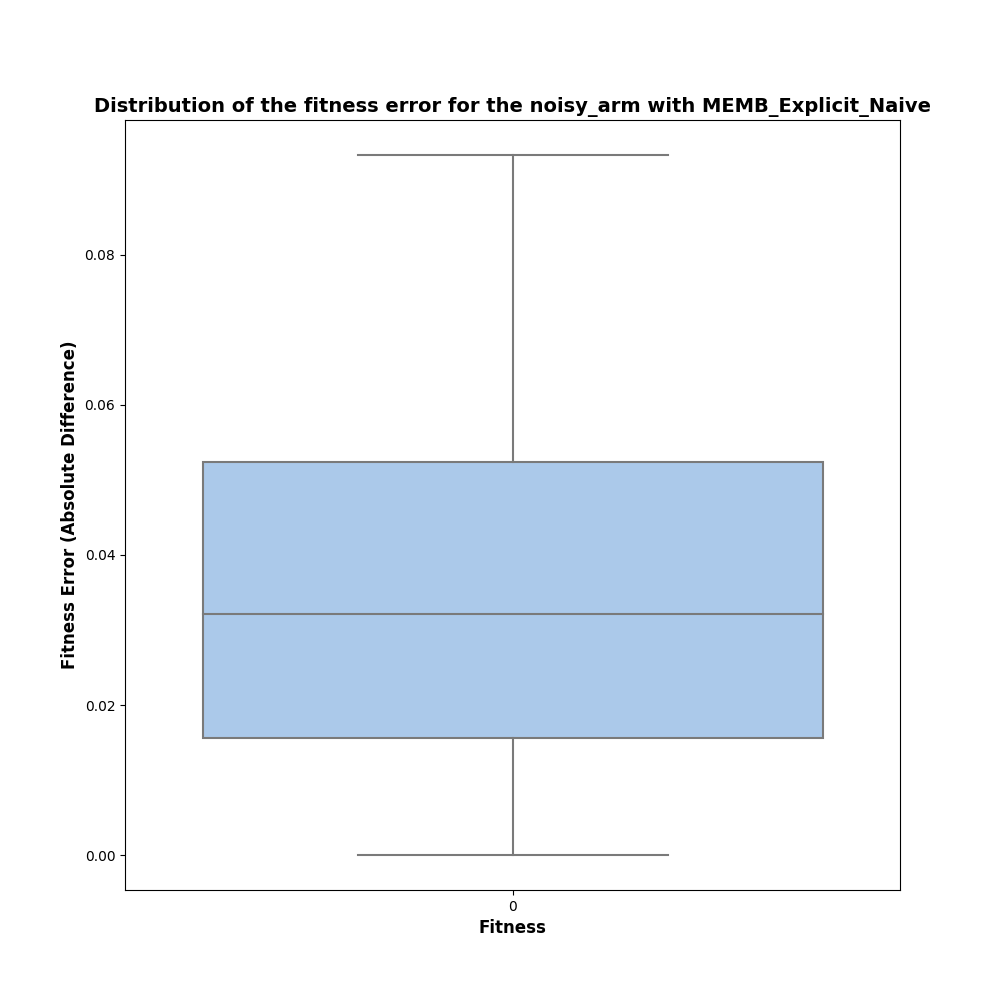 Distribution of the fitness error for the noisy_arm with MEMB_Explicit_Naive
Fitness Error (Absolute Difference)
0.08
0.06
0.04
0.02
0.00
0
Fitness